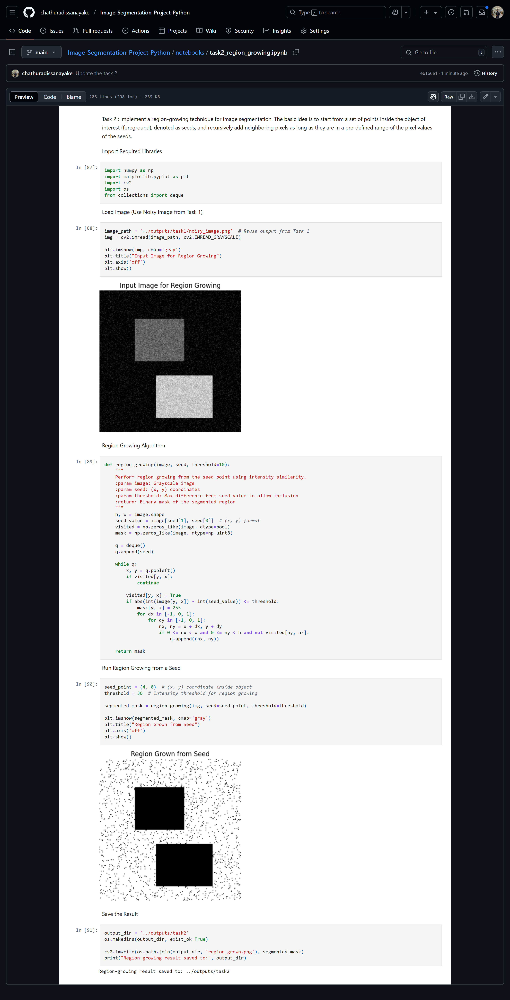 chathuradissanayake / Image-Segmentation-Project-Python
Type / to search
Code Issues Pull requests Actions Projects Wiki Security Insights Settings
main Image-Segmentation-Project-Python / notebooks / task2_region_growing.ipynb
Go to file t
chathuradissanayake Update the task 2
e6166e1 · 1 minute ago History
Preview Code Blame 208 lines (208 loc) · 239 KB
Raw
Task 2 : Implement a region-growing technique for image segmentation. The basic idea is to start from a set of points inside the object of
interest (foreground), denoted as seeds, and recursively add neighboring pixels as long as they are in a pre-defined range of the pixel values
of the seeds.
Import Required Libraries
In [87]:
import numpy as np
import matplotlib.pyplot as plt
import cv2
import os
from collections import deque
Load Image (Use Noisy Image from Task 1)
In [88]:
image_path = '../outputs/task1/noisy_image.png'  # Reuse output from Task 1
img = cv2.imread(image_path, cv2.IMREAD_GRAYSCALE)
plt.imshow(img, cmap='gray')
plt.title("Input Image for Region Growing")
plt.axis('off')
plt.show()
Input Image for Region Growing
Region Growing Algorithm
In [89]:
def region_growing(image, seed, threshold=10):
    """
    Perform region growing from the seed point using intensity similarity.
    :param image: Grayscale image
    :param seed: (x, y) coordinates
    :param threshold: Max difference from seed value to allow inclusion
    :return: Binary mask of the segmented region
    """
    h, w = image.shape
    seed_value = image[seed[1], seed[0]]  # (x, y) format
    visited = np.zeros_like(image, dtype=bool)
    mask = np.zeros_like(image, dtype=np.uint8)
    q = deque()
    q.append(seed)
    while q:
        x, y = q.popleft()
        if visited[y, x]:
            continue
        visited[y, x] = True
        if abs(int(image[y, x]) - int(seed_value)) <= threshold:
            mask[y, x] = 255
            for dx in [-1, 0, 1]:
                for dy in [-1, 0, 1]:
                    nx, ny = x + dx, y + dy
                    if 0 <= nx < w and 0 <= ny < h and not visited[ny, nx]:
                        q.append((nx, ny))
    return mask
Run Region Growing from a Seed
In [90]:
seed_point = (4, 0)  # (x, y) coordinate inside object
threshold = 30  # Intensity threshold for region growing
segmented_mask = region_growing(img, seed=seed_point, threshold=threshold)
plt.imshow(segmented_mask, cmap='gray')
plt.title("Region Grown from Seed")
plt.axis('off')
plt.show()
Region Grown from Seed
Save the Result
In [91]:
output_dir = '../outputs/task2'
os.makedirs(output_dir, exist_ok=True)
cv2.imwrite(os.path.join(output_dir, 'region_grown.png'), segmented_mask)
print("Region-growing result saved to:", output_dir)
Region-growing result saved to: ../outputs/task2